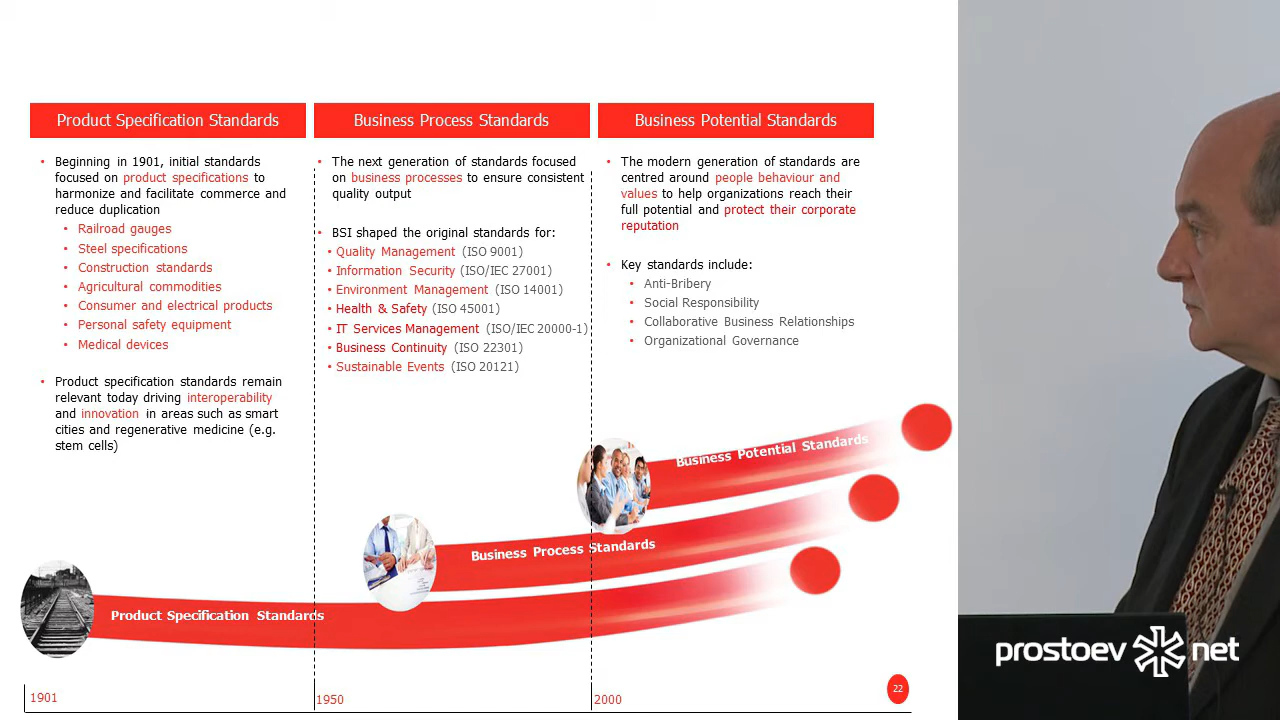 Product Specification Standards
Beginning in 1901, initial standards
focused on product specifications to
harmonize and facilitate commerce and
reduce duplication
Railroad gauges
Steel specifications
Construction standards
Agricultural commodities
Consumer and electrical products
Personal safety equipment
Medical devices
Product specification standards remain
relevant today driving interoperability
and innovation in areas such as smart
cities and regenerative medicine (e.g.
stem cells)
Business Process Standards
The next generation of standards focused
on business processes to ensure consistent
quality output
BSI shaped the original standards for:
Quality Management (ISO 9001)
Information Security (ISO/IEC 27001)
Environment Management (ISO 14001)
Health & Safety (ISO 45001)
IT Services Management (ISO/IEC 20000-1)
Business Continuity (ISO 22301)
Sustainable Events (ISO 20121)
Business Potential Standards
The modern generation of standards are
centred around people behaviour and
values to help organizations reach their
full potential and protect their corporate
reputation
Key standards include:
Anti-Bribery
Social Responsibility
Collaborative Business Relationships
Organizational Governance
Business Potential Standards
Business Process Standards
Product Specification Standards
1901
1950
2000
22
prostoev net